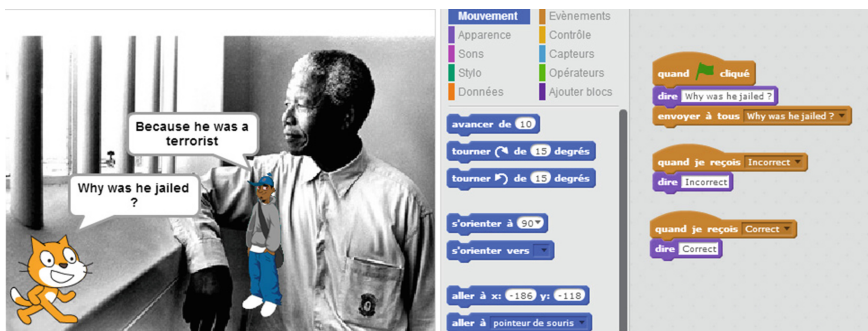 Because he was a
terrorist
Why was he jailed
?
Mouvement
Evènements
Apparence
Contrôle
Sons
Capteurs
Stylo
Opérateurs
Données
Ajouter blocs
avancer de 10
tourner de 15 degrés
tourner de 15 degrés
s'orienter à 90
s'orienter vers
aller à x: -186 y: -118
aller à pointeur de souris
quand cliqué
dire Why was he jailed ?
envoyer à tous Why was he jailed ?
quand je reçois Incorrect
dire Incorrect
quand je reçois Correct
dire Correct